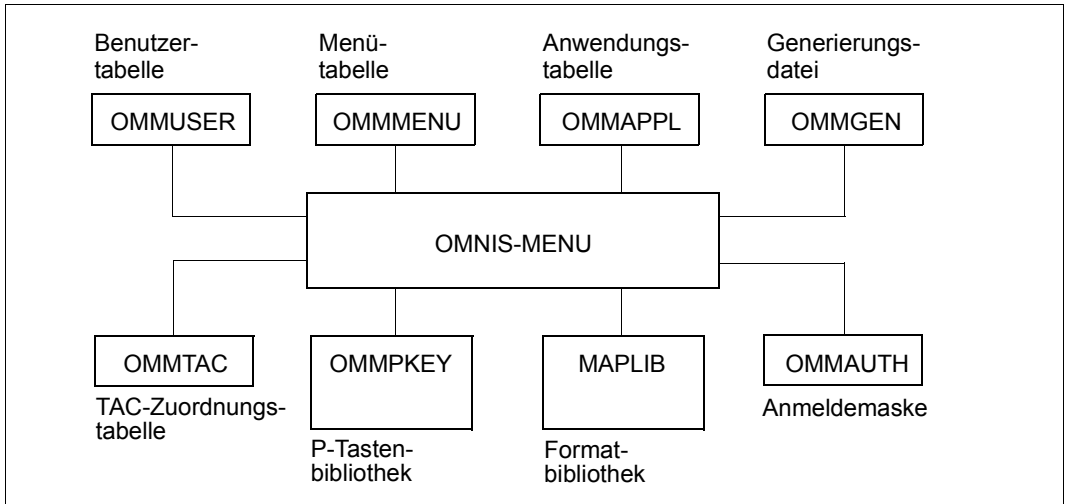 Benutzer-
tabelle
Menü-
tabelle
Anwendungs-
tabelle
Generierungs-
datei
OMMUSER
OMMMENU
OMMAPPL
OMMGEN
OMNIS-MENU
OMMTAC
OMMPKEY
MAPLIB
OMMAUTH
TAC-Zuordnungs-
tabelle
P-Tasten-
bibliothek
Format-
bibliothek
Anmeldemaske